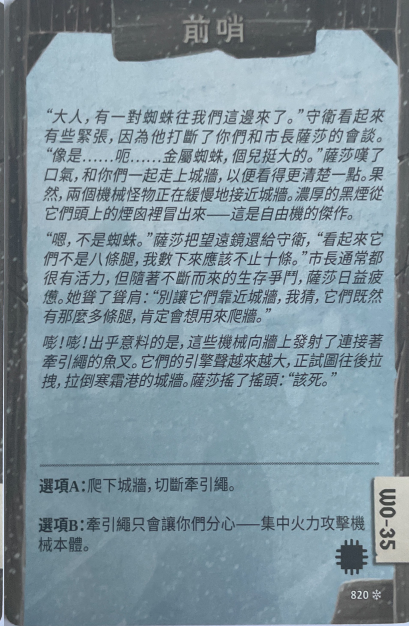 前哨
“大人，有一對蜘蛛往我們這邊來了。”守衛看起來
有些緊張，因為他打斷了你們和市長薩莎的會談。
“像是……呃……金屬蜘蛛，個兒挺大的。”薩莎嘆了
口氣，和你們一起走上城牆，以便看得更清楚一點。果
然，兩個機械怪物正在緩慢地接近城牆。濃厚的黑煙從
它們頭上的煙囪裡冒出來——這是自由機的傑作。
“嗯，不是蜘蛛。”薩莎把望遠鏡還給守衛，“看起來它
們不是八條腿，我數下來應該不止十條。”市長通常都
很有活力，但隨著不斷而來的生存爭鬥，薩莎日益疲
憊。她聳了聳肩：“別讓它們靠近城牆，我猜，它們既然
有那麼多條腿，肯定會想用來爬牆。”
嘭！嘭！出乎意料的是，這些機械向牆上發射了連接著
牽引繩的魚叉。它們的引擎聲越來越大，正試圖往後拉
拽，拉倒寒霜港的城牆。薩莎搖了搖頭：“該死。”
選項A：爬下城牆，切斷牽引繩。
選項B：牽引繩只會讓你們分心——集中火力攻擊機
械本體。
WO-35
820